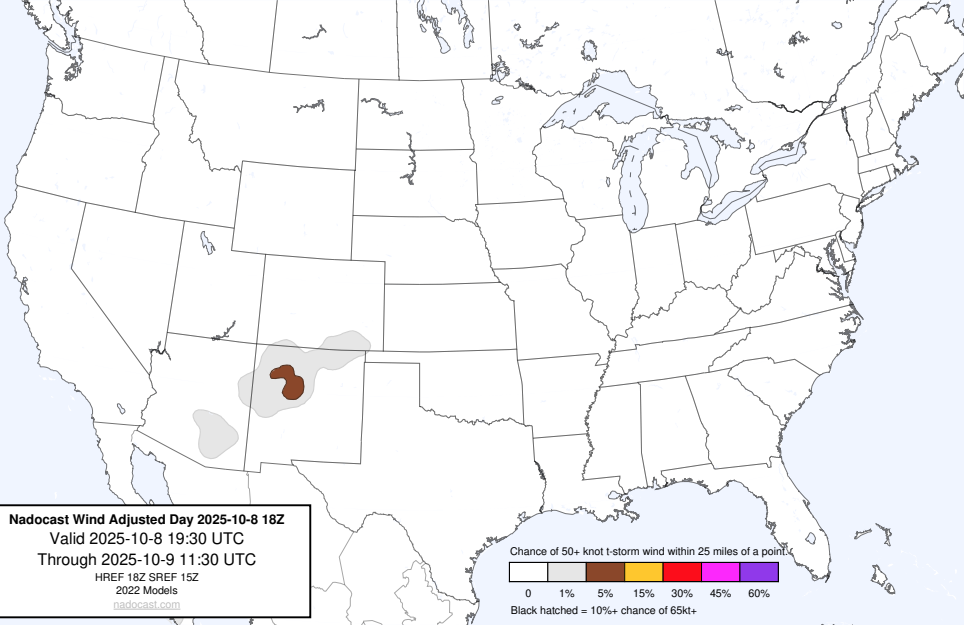 Nadocast Wind Adjusted Day 2025-10-8 18Z
Valid 2025-10-8 19:30 UTC
Through 2025-10-9 11:30 UTC
HREF 18Z SREF 15Z
2022 Models
nadocast.com
Chance of 50+ knot t-storm wind within 25 miles of a point.
0 1% 5% 15% 30% 45% 60%
Black hatched = 10%+ chance of 65kt+